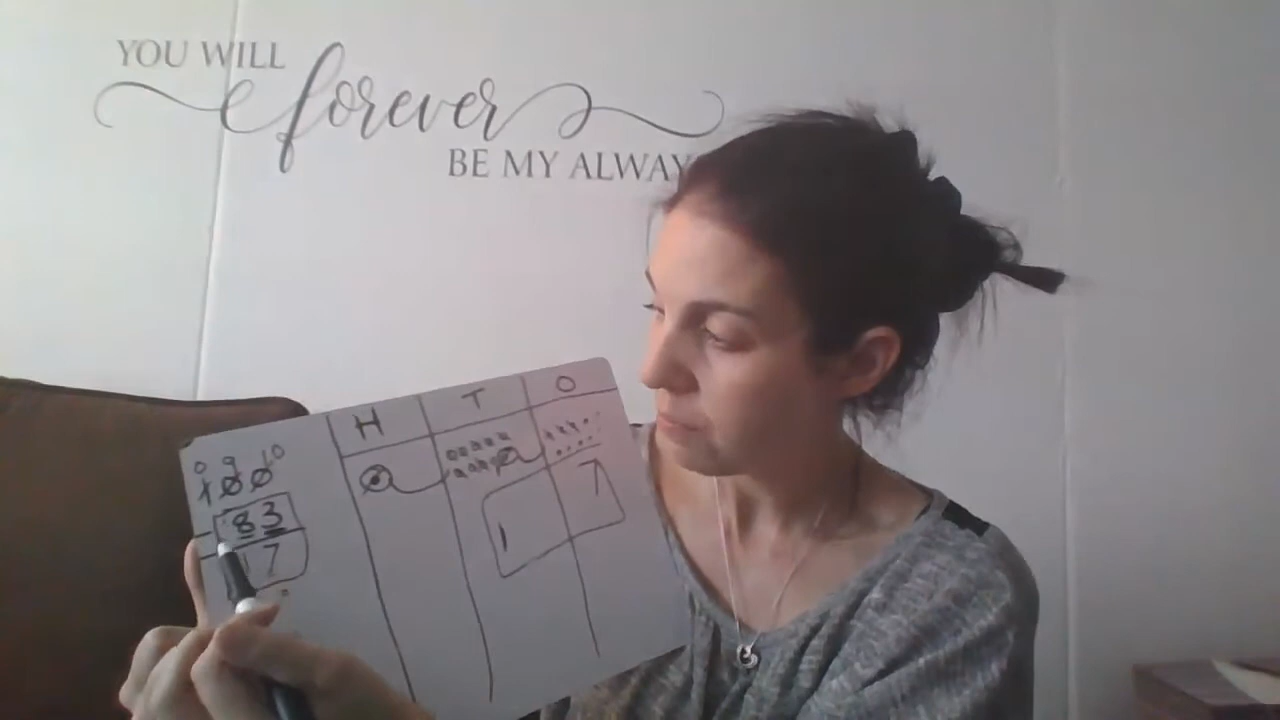 YOU WILL
forever
BE MY ALWAY
H T O
0 9 10
100
- 83
17
1 7